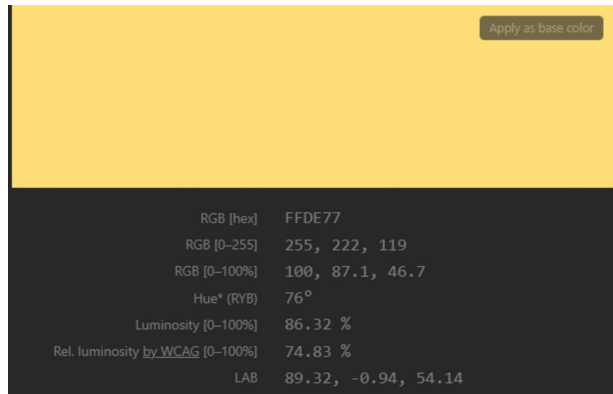 Apply as base color
RGB [hex] FFDE77
RGB [0–255] 255, 222, 119
RGB [0–100%] 100, 87.1, 46.7
Hue* (RYB) 76°
Luminosity [0–100%] 86.32 %
Rel. luminosity by WCAG [0–100%] 74.83 %
LAB 89.32, -0.94, 54.14